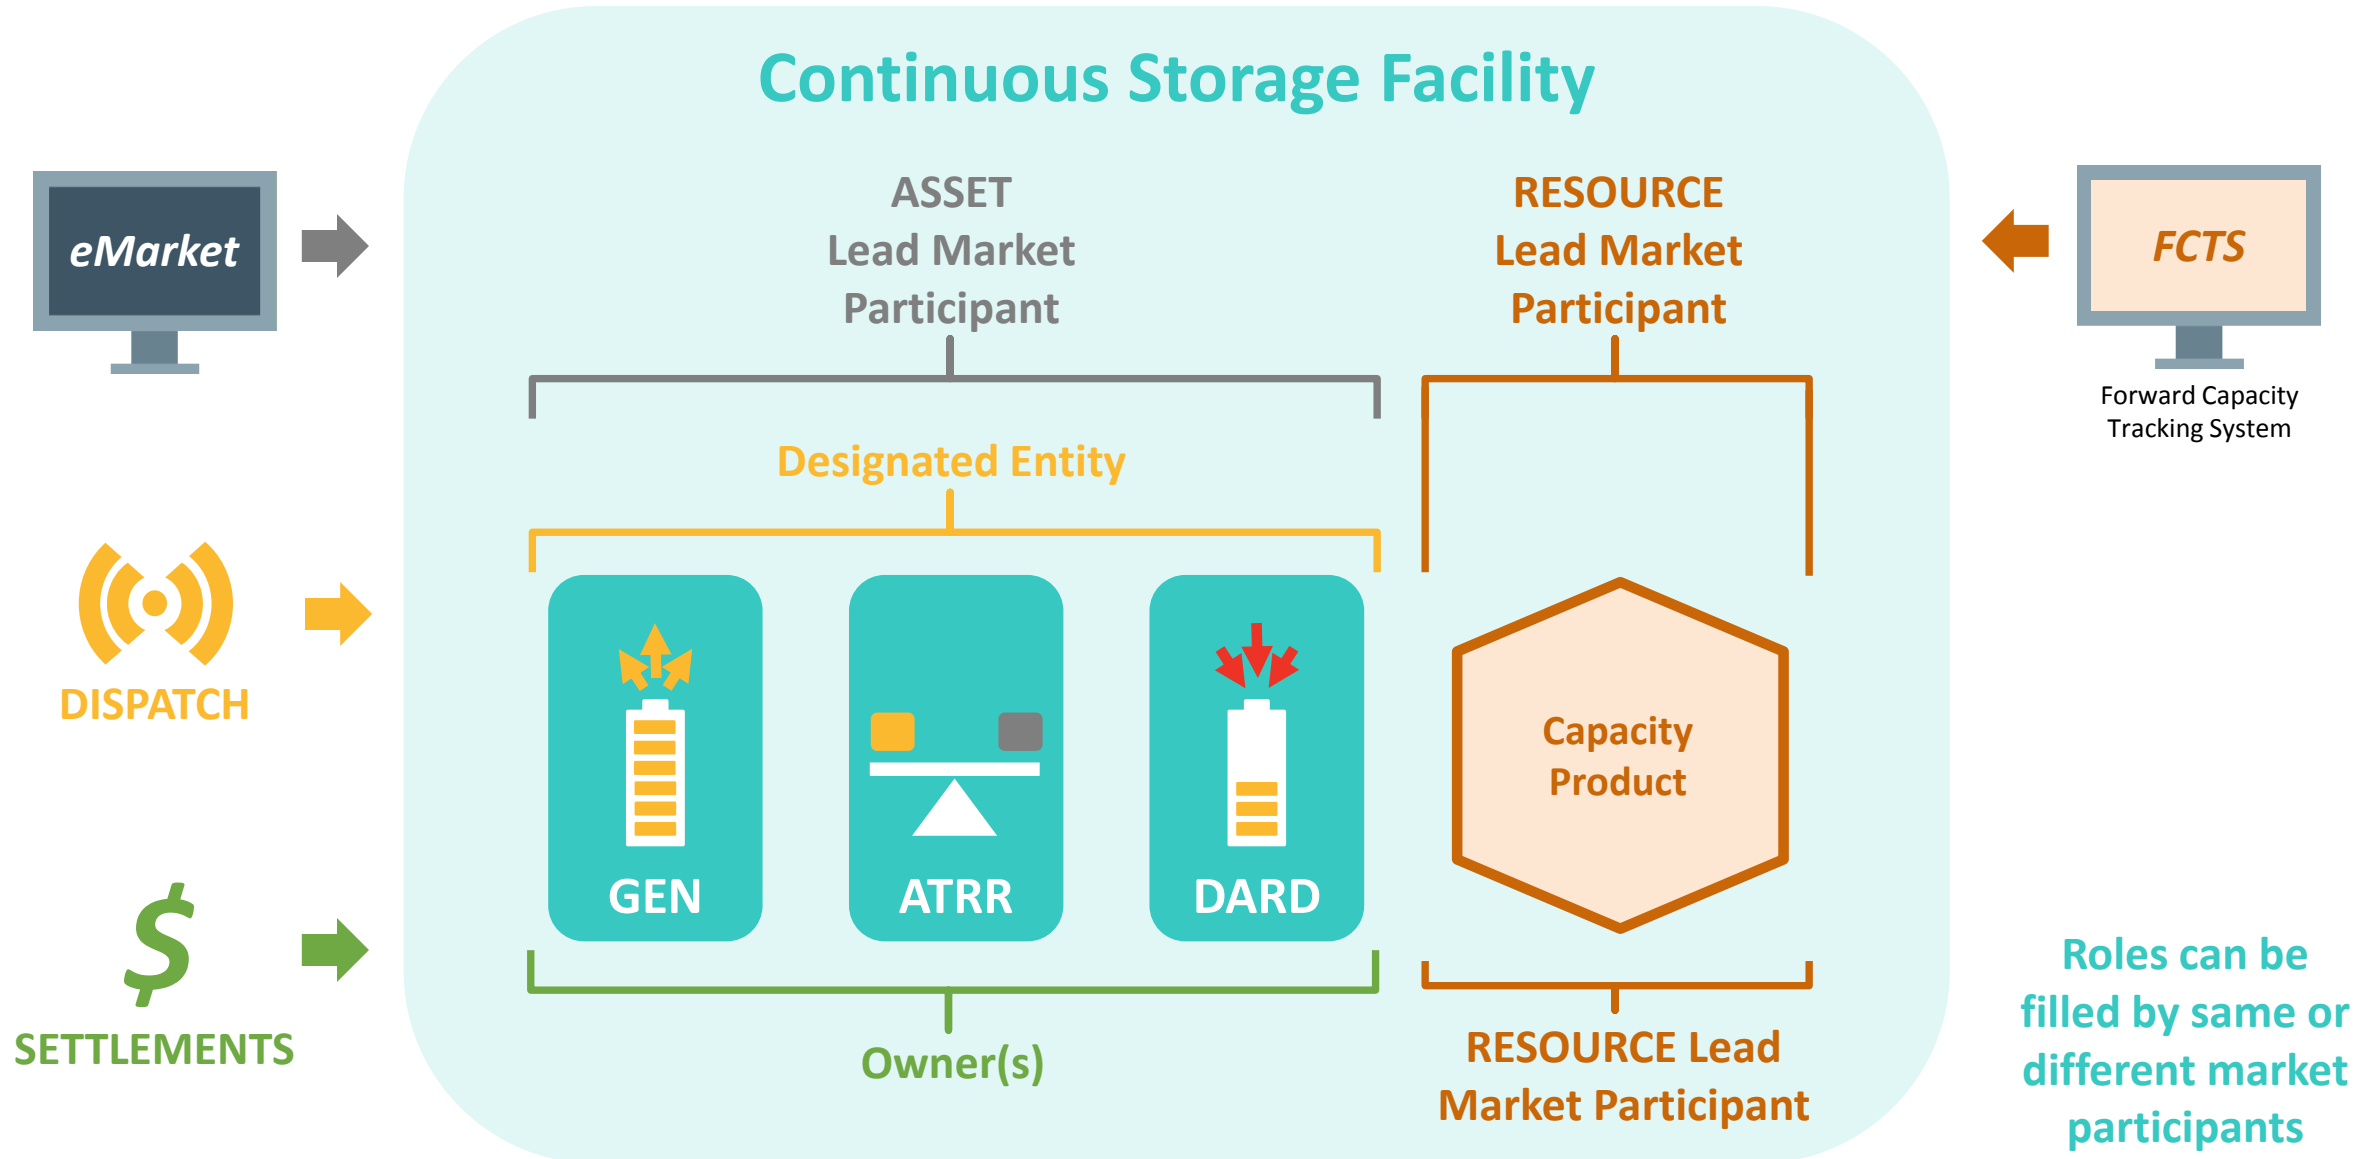 Continuous Storage Facility
eMarket
ASSET
Lead Market
Participant
RESOURCE
Lead Market
Participant
FCTS
Forward Capacity
Tracking System
Designated Entity
DISPATCH
GEN
ATRR
DARD
Capacity
Product
$
SETTLEMENTS
Owner(s)
RESOURCE Lead
Market Participant
Roles can be
filled by same or
different market
participants